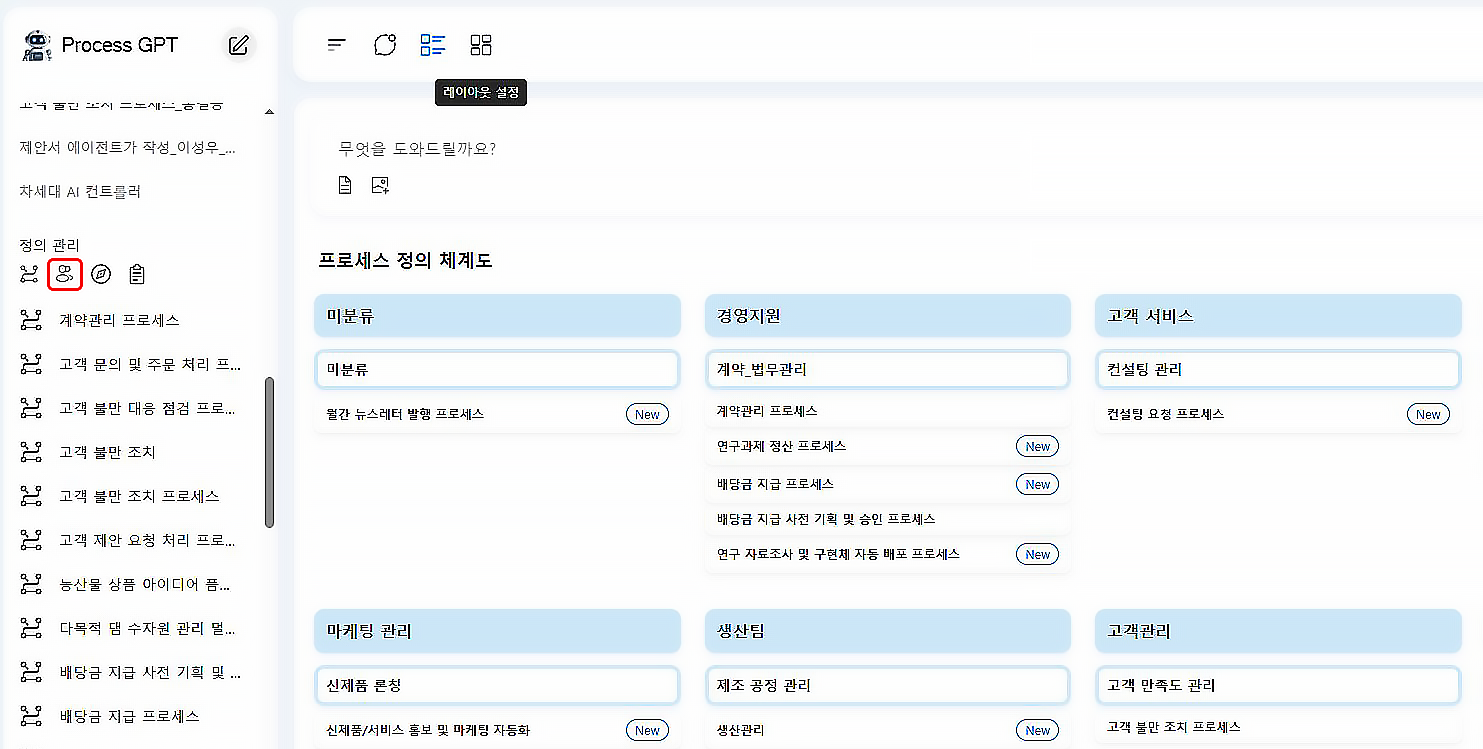 Process GPT
고객 불만 조치 프로세스_홍길동
제안서 에이전트가 작성_이성우_...
차세대 AI 컨트롤러
정의 관리
계약관리 프로세스
고객 문의 및 주문 처리 프...
고객 불만 대응 점검 프로...
고객 불만 조치
고객 불만 조치 프로세스
고객 제안 요청 처리 프로...
농산물 상품 아이디어 품...
다목적 댐 수자원 관리 멀...
배당금 지급 사전 기획 및 ...
배당금 지급 프로세스
레이아웃 설정
무엇을 도와드릴까요?
프로세스 정의 체계도
미분류
미분류
월간 뉴스레터 발행 프로세스 New
경영지원
계약_법무관리
계약관리 프로세스
연구과제 정산 프로세스 New
배당금 지급 프로세스 New
배당금 지급 사전 기획 및 승인 프로세스
연구 자료조사 및 구현체 자동 배포 프로세스 New
고객 서비스
컨설팅 관리
컨설팅 요청 프로세스 New
마케팅 관리
신제품 론칭
신제품/서비스 홍보 및 마케팅 자동화 New
생산팀
제조 공정 관리
생산관리 New
고객관리
고객 만족도 관리
고객 불만 조치 프로세스